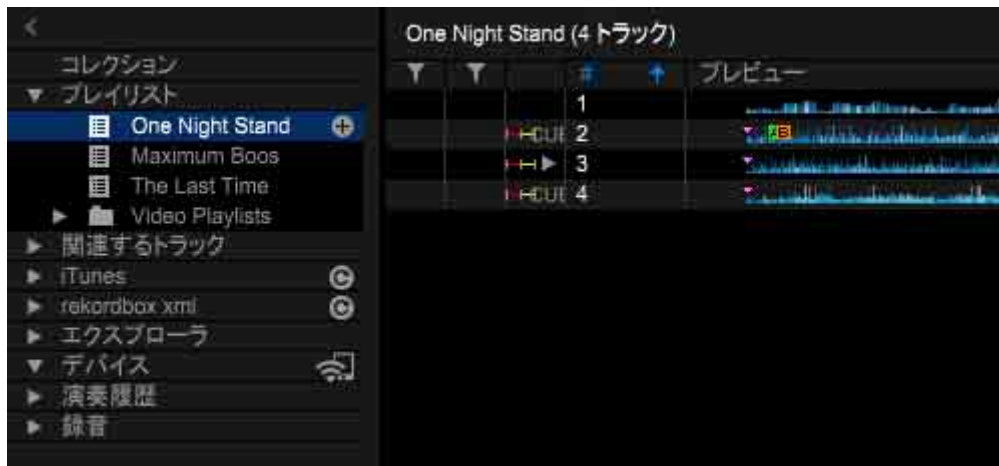 コレクション
プレイリスト
One Night Stand
Maximum Boos
The Last Time
Video Playlists
関連するトラック
iTunes
rekordbox xml
エクスプローラ
デバイス
演奏履歴
録音
One Night Stand (4 トラック)
# プレビュー
1
CUE 2
3
CUE 4